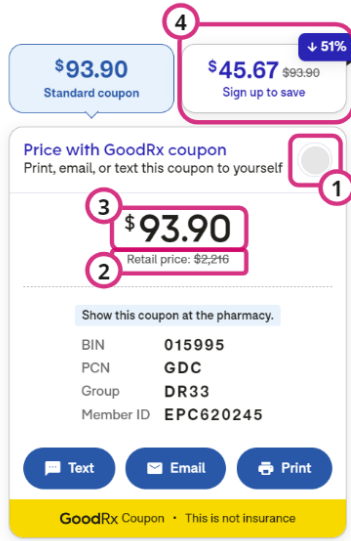 4
↓ 51%
$93.90
Standard coupon
$45.67 $93.90
Sign up to save
Price with GoodRx coupon
Print, email, or text this coupon to yourself
1
3
$93.90
2
Retail price: $2,216
Show this coupon at the pharmacy.
BIN 015995
PCN GDC
Group DR33
Member ID EPC620245
Text Email Print
GoodRx Coupon • This is not insurance